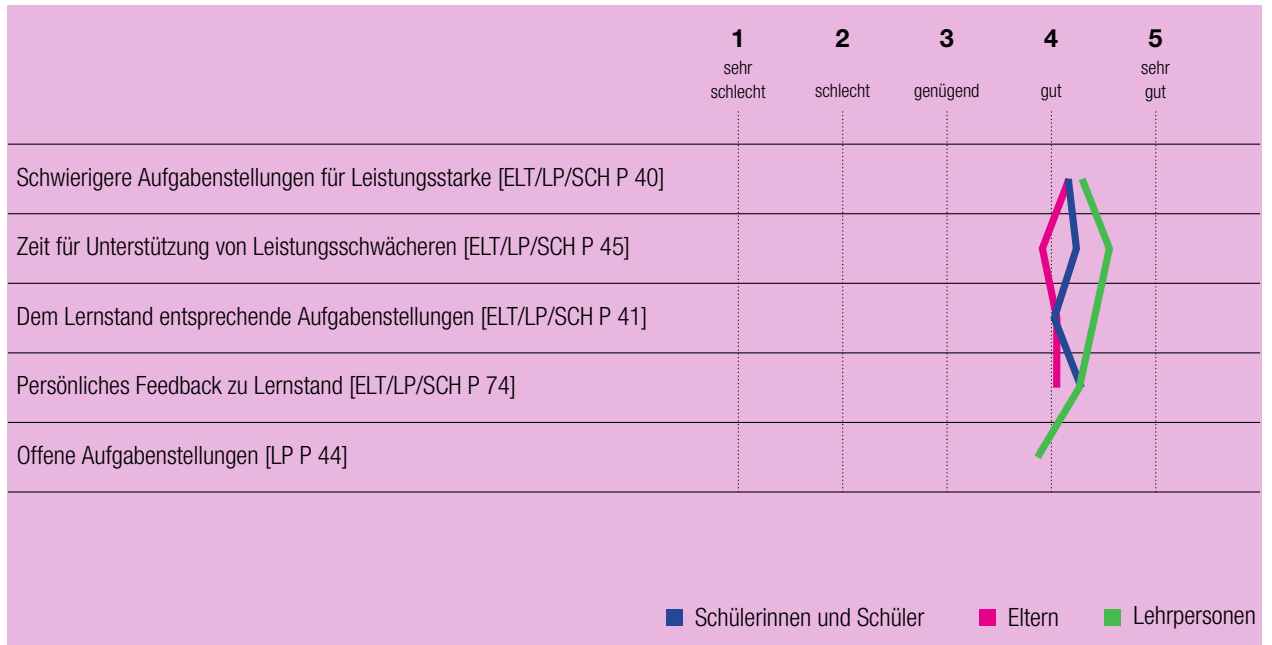 1 2 3 4 5
sehr schlecht schlecht genügend gut sehr gut
Schwierigere Aufgabenstellungen für Leistungsstarke [ELT/LP/SCH P 40]
Zeit für Unterstützung von Leistungsschwächeren [ELT/LP/SCH P 45]
Dem Lernstand entsprechende Aufgabenstellungen [ELT/LP/SCH P 41]
Persönliches Feedback zu Lernstand [ELT/LP/SCH P 74]
Offene Aufgabenstellungen [LP P 44]
Schülerinnen und Schüler Eltern Lehrpersonen